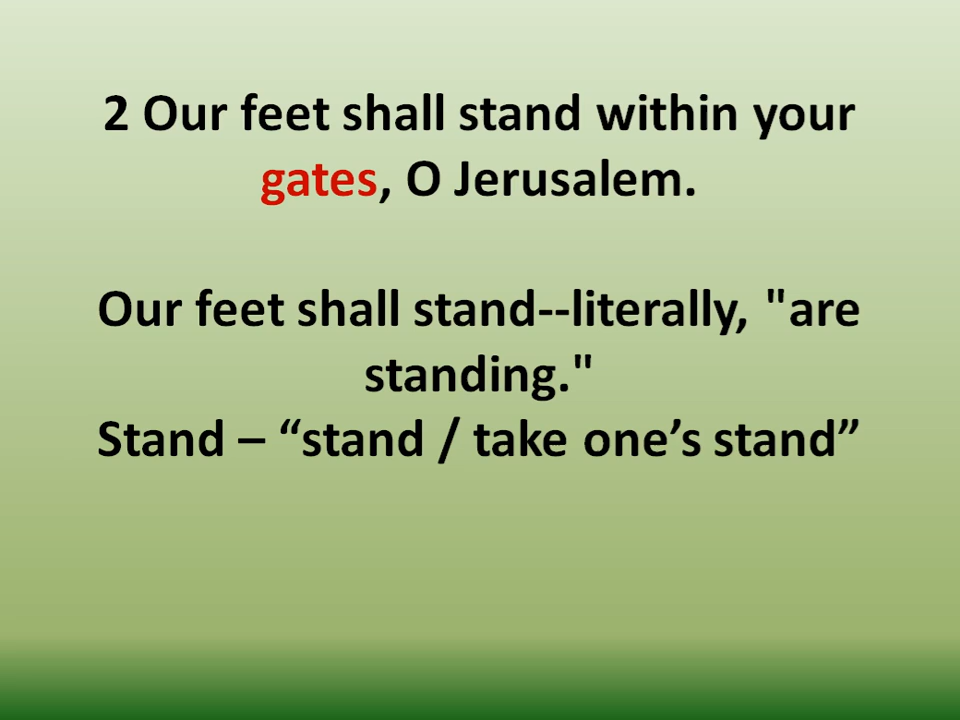 2 Our feet shall stand within your
gates, O Jerusalem.
Our feet shall stand--literally, "are
standing."
Stand – “stand / take one’s stand”